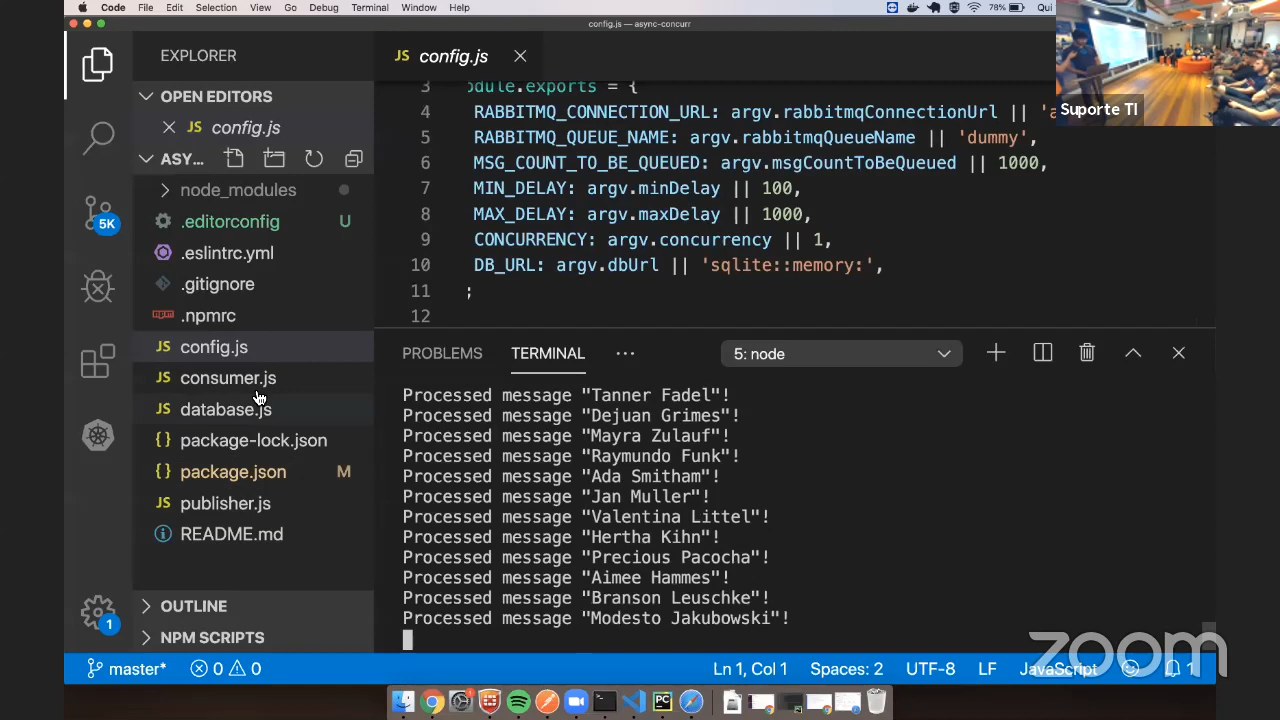 Code File Edit Selection View Go Debug Terminal Window Help
78% Qui
config.js — async-concurr
EXPLORER
OPEN EDITORS
JS config.js
ASY...
node_modules
.editorconfig U
.eslintrc.yml
.gitignore
.npmrc
JS config.js
JS consumer.js
JS database.js
{} package-lock.json
{} package.json M
JS publisher.js
README.md
OUTLINE
NPM SCRIPTS
5K
1
JS config.js
3 odule.exports = {
4 RABBITMQ_CONNECTION_URL: argv.rabbitmqConnectionUrl || 'a
5 RABBITMQ_QUEUE_NAME: argv.rabbitmqQueueName || 'dummy',
6 MSG_COUNT_TO_BE_QUEUED: argv.msgCountToBeQueued || 1000,
7 MIN_DELAY: argv.minDelay || 100,
8 MAX_DELAY: argv.maxDelay || 1000,
9 CONCURRENCY: argv.concurrency || 1,
10 DB_URL: argv.dbUrl || 'sqlite::memory:',
11 ;
12
Suporte TI
PROBLEMS TERMINAL ... 5: node
Processed message "Tanner Fadel"!
Processed message "Dejuan Grimes"!
Processed message "Mayra Zulauf"!
Processed message "Raymundo Funk"!
Processed message "Ada Smitham"!
Processed message "Jan Muller"!
Processed message "Valentina Littel"!
Processed message "Hertha Kihn"!
Processed message "Precious Pacocha"!
Processed message "Aimee Hammes"!
Processed message "Branson Leuschke"!
Processed message "Modesto Jakubowski"!
zoom
master* 0 0 Ln 1, Col 1 Spaces: 2 UTF-8 LF JavaScript 1
PC